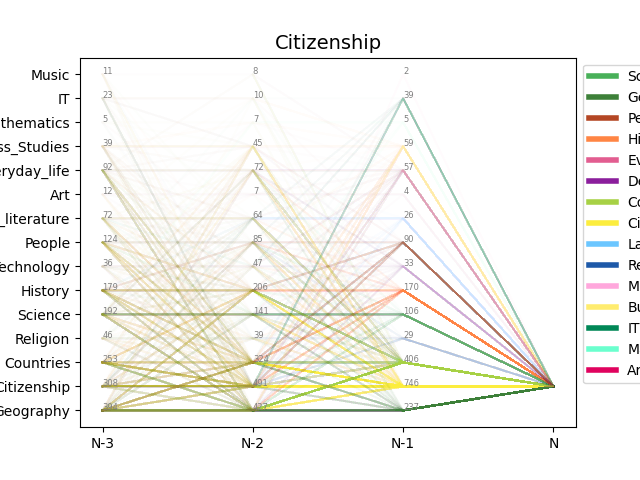 Citizenship
Music 11 8 2
IT 23 10 39
thematics 5 7 5
ss_Studies 39 45 59
eryday_life 92 72 57
Art 12 7 4
_literature 72 64 26
People 124 85 90
echnology 36 47 33
History 179 206 170
Science 192 141 106
Religion 46 39 29
Countries 253 324 406
Citizenship 308 491 746
Geography
N-3 N-2 N-1 N
So
Ge
Pe
Hi
Ev
De
Co
Ci
La
Re
M
Bu
IT
M
Ar